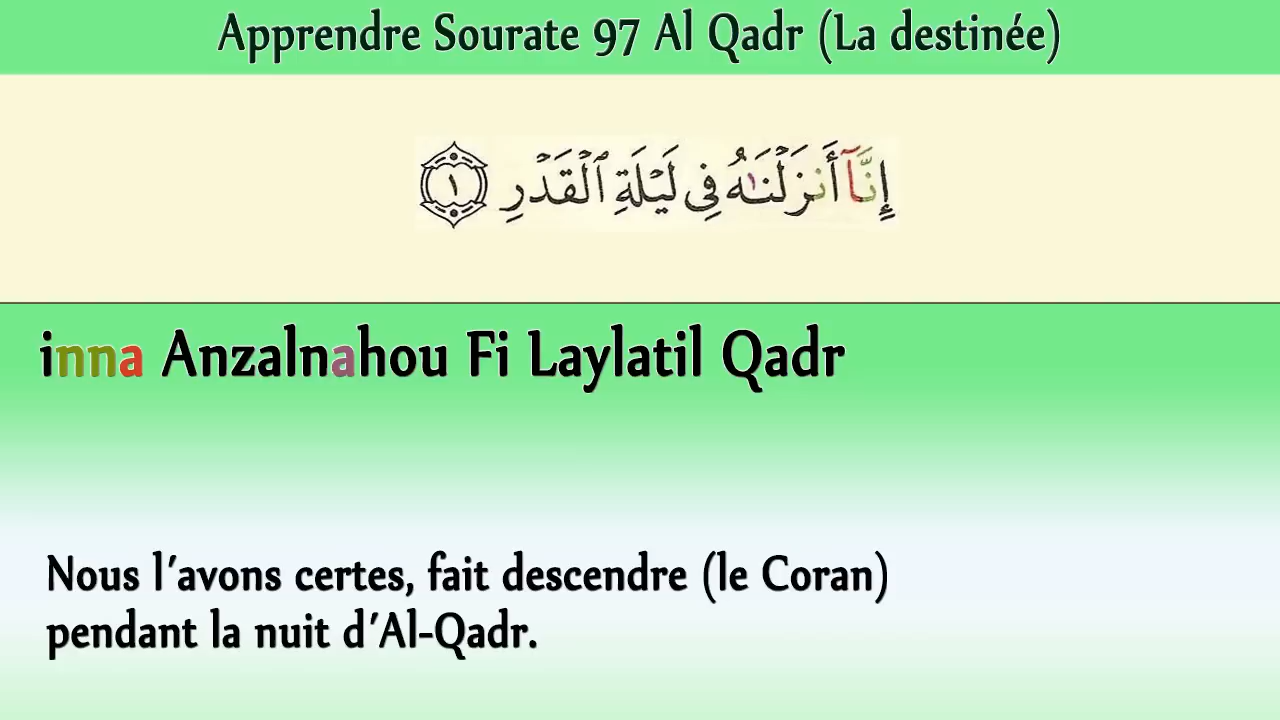 Apprendre Sourate 97 Al Qadr (La destinée)
إِنَّآ أَنزَلْنَـٰهُ فِى لَيْلَةِ ٱلْقَدْرِ ١
inna Anzalnahou Fi Laylatil Qadr
Nous l´avons certes, fait descendre (le Coran)
pendant la nuit d´Al-Qadr.